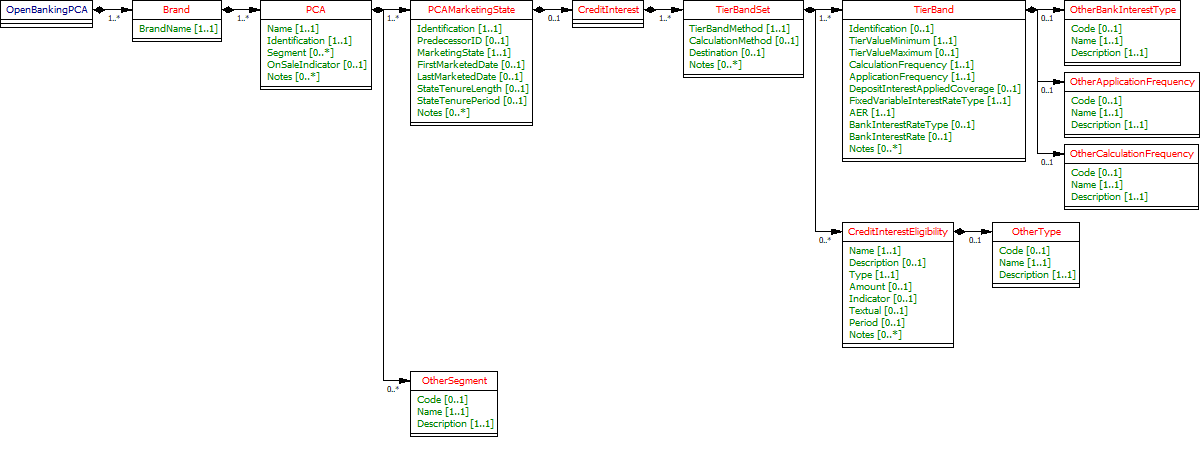 OpenBankingPCA
1..*
Brand
BrandName [1..1]
1..*
PCA
Name [1..1]
Identification [1..1]
Segment [0..*]
OnSaleIndicator [0..1]
Notes [0..*]
1..*
PCAMarketingState
Identification [1..1]
PredecessorID [0..1]
MarketingState [1..1]
FirstMarketedDate [0..1]
LastMarketedDate [0..1]
StateTenureLength [0..1]
StateTenurePeriod [0..1]
Notes [0..*]
0..1
CreditInterest
1..*
TierBandSet
TierBandMethod [1..1]
CalculationMethod [0..1]
Destination [0..1]
Notes [0..*]
1..*
TierBand
Identification [0..1]
TierValueMinimum [1..1]
TierValueMaximum [0..1]
CalculationFrequency [1..1]
ApplicationFrequency [1..1]
DepositInterestAppliedCoverage [0..1]
FixedVariableInterestRateType [1..1]
AER [1..1]
BankInterestRateType [0..1]
BankInterestRate [0..1]
Notes [0..*]
0..1
OtherBankInterestType
Code [0..1]
Name [1..1]
Description [1..1]
0..1
OtherApplicationFrequency
Code [0..1]
Name [1..1]
Description [1..1]
0..1
OtherCalculationFrequency
Code [0..1]
Name [1..1]
Description [1..1]
0..*
CreditInterestEligibility
Name [1..1]
Description [0..1]
Type [1..1]
Amount [0..1]
Indicator [0..1]
Textual [0..1]
Period [0..1]
Notes [0..*]
0..1
OtherType
Code [0..1]
Name [1..1]
Description [1..1]
0..*
OtherSegment
Code [0..1]
Name [1..1]
Description [1..1]